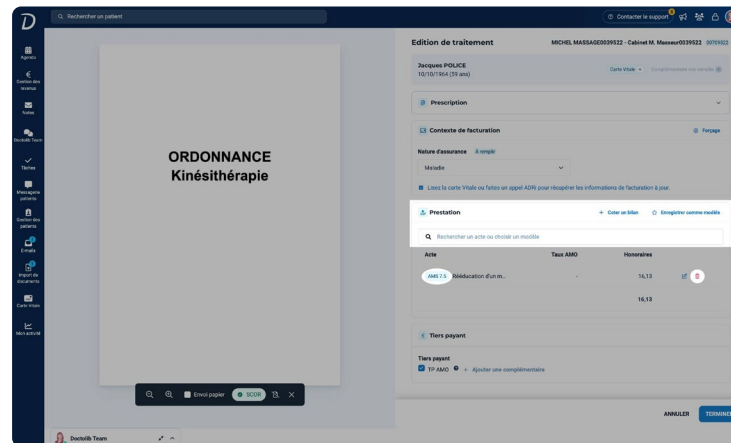 Rechercher un patient
Contacter le support
Agenda
Gestion des
revenus
Notes
Doctolib Team
Tâches
Messagerie
patients
Gestion des
patients
E-mails
Import de
documents
Carte Vitale
Mon activité
ORDONNANCE
Kinésithérapie
Envoi papier
SCOR
Doctolib Team
Edition de traitement
MICHEL MASSAGE0039522 - Cabinet M. Masseur0039522
Jacques POLICE
10/10/1964 (59 ans)
Carte Vitale
Prescription
Contexte de facturation
Forçage
Nature d'assurance À remplir
Maladie
Lisez la carte Vitale ou faites un appel ADRi pour récupérer les informations de facturation à jour.
Prestation
+ Coter un bilan
Enregistrer comme modèle
Rechercher un acte ou choisir un modèle
Acte Taux AMO Honoraires
AMS 7.5 Rééducation d'un m... - 16,13
16,13
Tiers payant
Tiers payant
TP AMO + Ajouter une complémentaire
ANNULER
TERMINER